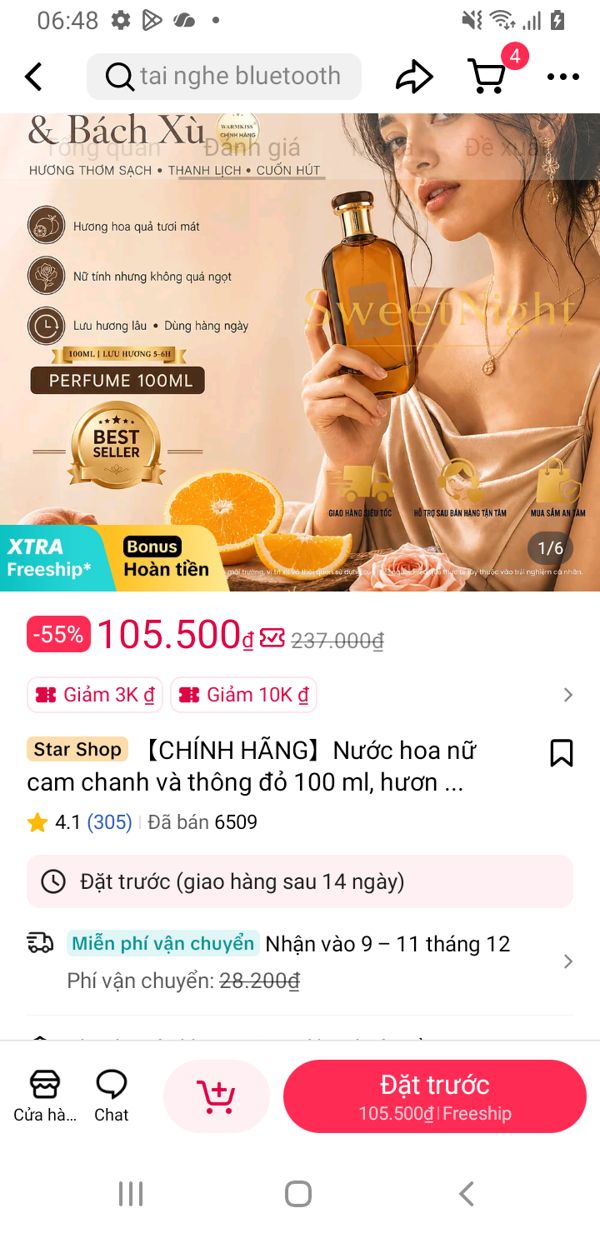 06:48
tai nghe bluetooth
4
& Bách Xù
WARMKISS
CHÍNH HÃNG
Tổng quan Đánh giá Đề xuất
HƯƠNG THƠM SẠCH • THANH LỊCH • CUỐN HÚT
Hương hoa quả tươi mát
Nữ tính nhưng không quá ngọt
Lưu hương lâu • Dùng hàng ngày
SweetNight
100ML | LƯU HƯƠNG 5-6H
PERFUME 100ML
BEST
SELLER
GIAO HÀNG SIÊU TỐC HỖ TRỢ SAU BÁN HÀNG TẬN TÂM MUA SẮM AN TÂM
XTRA
Freeship*
Bonus
Hoàn tiền
1/6
-55% 105.500₫ 237.000₫
Giảm 3K ₫ Giảm 10K ₫
Star Shop 【CHÍNH HÃNG】Nước hoa nữ
cam chanh và thông đỏ 100 ml, hươn ...
4.1 (305) Đã bán 6509
Đặt trước (giao hàng sau 14 ngày)
Miễn phí vận chuyển Nhận vào 9 – 11 tháng 12
Phí vận chuyển: 28.200₫
Cửa hà... Chat
Đặt trước
105.500₫ | Freeship